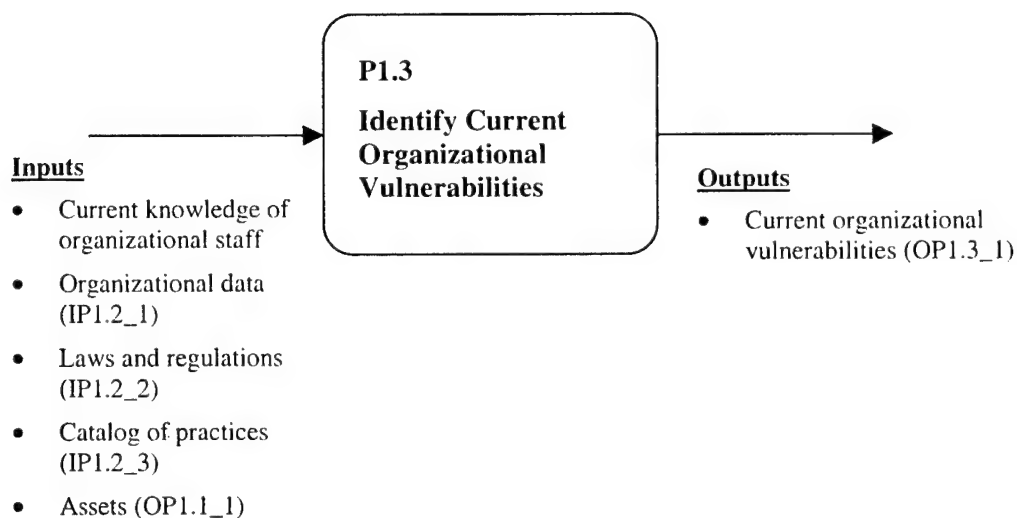 P1.3
Identify Current
Organizational
Vulnerabilities
Inputs
• Current knowledge of
organizational staff
• Organizational data
(IP1.2_1)
• Laws and regulations
(IP1.2_2)
• Catalog of practices
(IP1.2_3)
• Assets (OP1.1_1)
Outputs
• Current organizational
vulnerabilities (OP1.3_1)